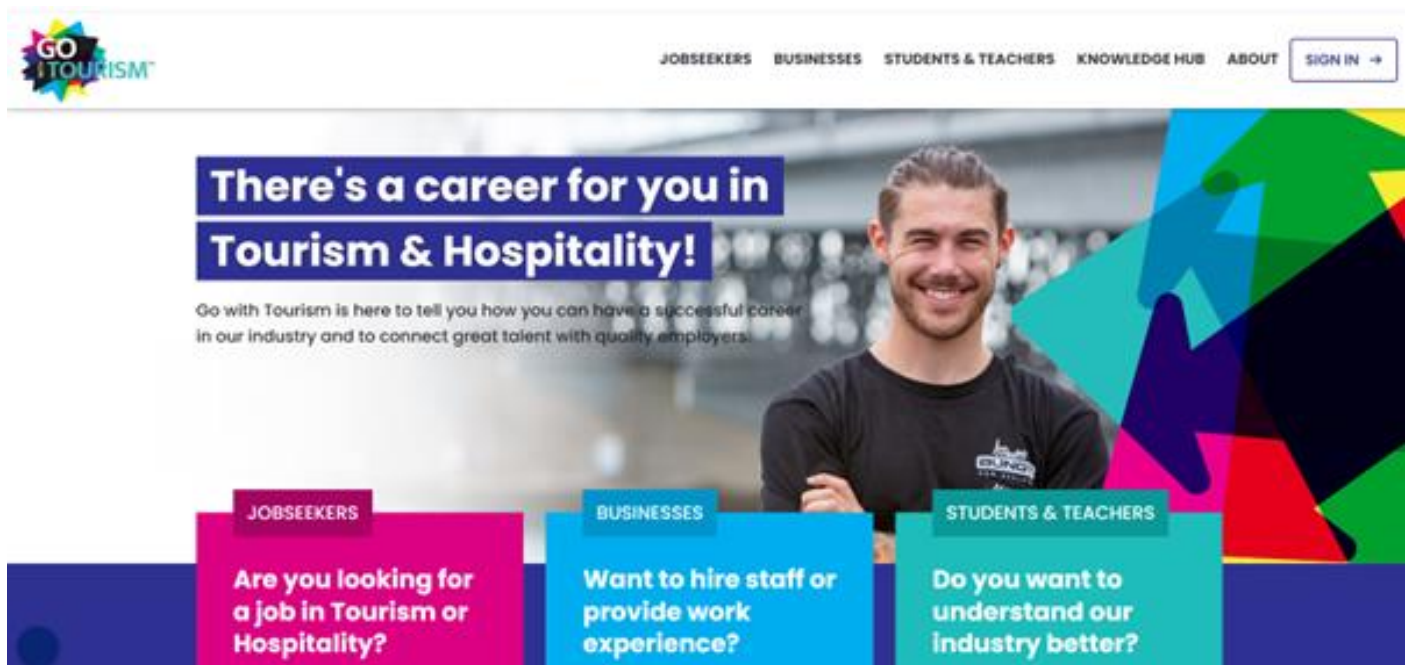 GO
TOURISM™
JOBSEEKERS BUSINESSES STUDENTS & TEACHERS KNOWLEDGE HUB ABOUT SIGN IN →
There's a career for you in
Tourism & Hospitality!
Go with Tourism is here to tell you how you can have a successful career
in our industry and to connect great talent with quality employers!
BUNGY
JOBSEEKERS BUSINESSES STUDENTS & TEACHERS
Are you looking for
a job in Tourism or
Hospitality?
Want to hire staff or
provide work
experience?
Do you want to
understand our
industry better?